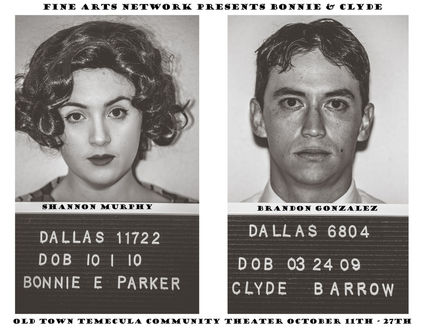 FINE ARTS NETWORK PRESENTS BONNIE & CLYDE
SHANNON MURPHY
DALLAS 11722
DOB 10 1 10
BONNIE E PARKER
BRANDON GONZALEZ
DALLAS 6804
DOB 03 24 09
CLYDE BARROW
OLD TOWN TEMECULA COMMUNITY THEATER OCTOBER 11TH - 27TH